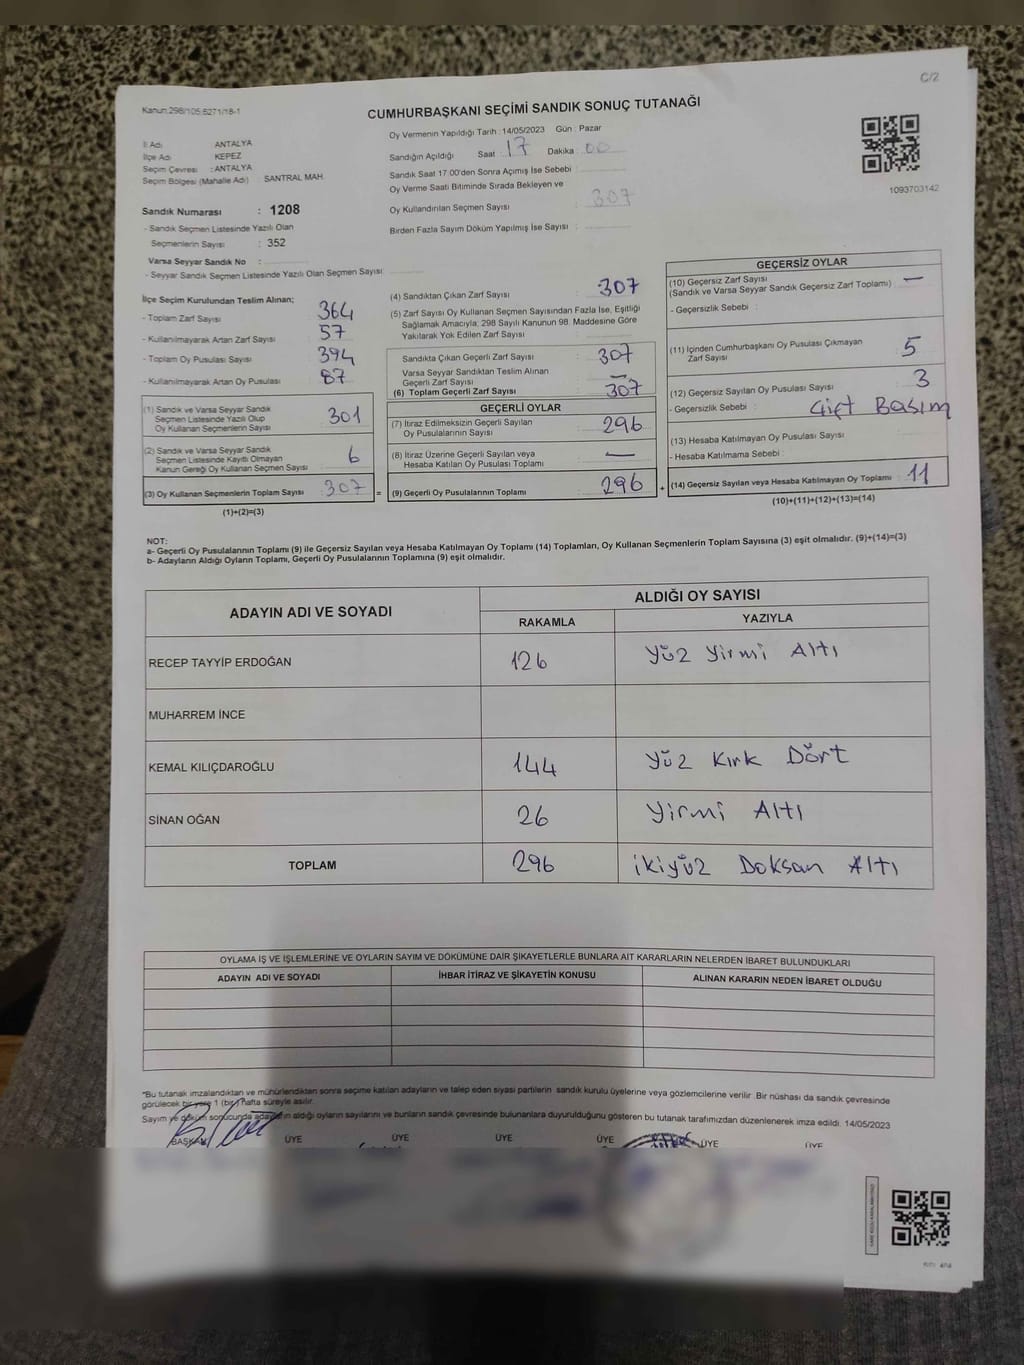 C/2
Kanun:298/105;6271/18-1
CUMHURBAŞKANI SEÇİMİ SANDIK SONUÇ TUTANAĞI
İl Adı ANTALYA
İlçe Adı KEPEZ
Seçim Çevresi : ANTALYA
Seçim Bölgesi (Mahalle Adı) SANTRAL MAH.
Sandık Numarası : 1208
- Sandık Seçmen Listesinde Yazılı Olan
Seçmenlerin Sayısı : 352
Varsa Seyyar Sandık No :
- Seyyar Sandık Seçmen Listesinde Yazılı Olan Seçmen Sayısı:
Oy Vermenin Yapıldığı Tarih : 14/05/2023 Gün : Pazar
Sandığın Açıldığı Saat : 17 Dakika : 00
Sandık Saat 17:00'den Sonra Açımış İse Sebebi :
Oy Verme Saati Bitiminde Sırada Bekleyen ve
Oy Kullandırılan Seçmen Sayısı : 307
Birden Fazla Sayım Döküm Yapılmış İse Sayısı :
1093703142
İlçe Seçim Kurulundan Teslim Alınan;
- Toplam Zarf Sayısı : 364
- Kullanılmayarak Artan Zarf Sayısı : 57
- Toplam Oy Pusulası Sayısı : 394
- Kullanılmayarak Artan Oy Pusulası : 87
(1) Sandık ve Varsa Seyyar Sandık
Seçmen Listesinde Yazılı Olup
Oy Kullanan Seçmenlerin Sayısı : 301
(2) Sandık ve Varsa Seyyar Sandık
Seçmen Listesinde Kayıtlı Olmayan
Kanun Gereği Oy Kullanan Seçmen Sayısı : 6
(3) Oy Kullanan Seçmenlerin Toplam Sayısı : 307 =
(1)+(2)=(3)
(4) Sandıktan Çıkan Zarf Sayısı : 307
(5) Zarf Sayısı Oy Kullanan Seçmen Sayısından Fazla İse, Eşitliği
Sağlamak Amacıyla, 298 Sayılı Kanunun 98. Maddesine Göre
Yakılarak Yok Edilen Zarf Sayısı :
Sandıkta Çıkan Geçerli Zarf Sayısı : 307
Varsa Seyyar Sandıktan Teslim Alınan
Geçerli Zarf Sayısı : —
(6) Toplam Geçerli Zarf Sayısı : 307
GEÇERLİ OYLAR
(7) İtiraz Edilmeksizin Geçerli Sayılan
Oy Pusulalarının Sayısı : 296
(8) İtiraz Üzerine Geçerli Sayılan veya
Hesaba Katılan Oy Pusulası Toplamı : —
(9) Geçerli Oy Pusulalarının Toplamı : 296 +
GEÇERSİZ OYLAR
(10) Geçersiz Zarf Sayısı : —
(Sandık ve Varsa Seyyar Sandık Geçersiz Zarf Toplamı)
- Geçersizlik Sebebi :
(11) İçinden Cumhurbaşkanı Oy Pusulası Çıkmayan
Zarf Sayısı : 5
(12) Geçersiz Sayılan Oy Pusulası Sayısı : 3
- Geçersizlik Sebebi : Çift Basım
(13) Hesaba Katılmayan Oy Pusulası Sayısı :
- Hesaba Katılmama Sebebi :
(14) Geçersiz Sayılan veya Hesaba Katılmayan Oy Toplamı : 11
(10)+(11)+(12)+(13)=(14)
NOT:
a- Geçerli Oy Pusulalarının Toplamı (9) ile Geçersiz Sayılan veya Hesaba Katılmayan Oy Toplamı (14) Toplamları, Oy Kullanan Seçmenlerin Toplam Sayısına (3) eşit olmalıdır. (9)+(14)=(3)
b- Adayların Aldığı Oyların Toplamı, Geçerli Oy Pusulalarının Toplamına (9) eşit olmalıdır.
ADAYIN ADI VE SOYADI ALDIĞI OY SAYISI
RAKAMLA YAZIYLA
RECEP TAYYİP ERDOĞAN 126 Yüz Yirmi Altı
MUHARREM İNCE
KEMAL KILIÇDAROĞLU 144 Yüz Kırk Dört
SİNAN OĞAN 26 Yirmi Altı
TOPLAM 296 İkiyüz Doksan Altı
OYLAMA İŞ VE İŞLEMLERİNE VE OYLARIN SAYIM VE DÖKÜMÜNE DAİR ŞİKAYETLERLE BUNLARA AİT KARARLARIN NELERDEN İBARET BULUNDUKLARI
ADAYIN ADI VE SOYADI İHBAR İTİRAZ VE ŞİKAYETİN KONUSU ALINAN KARARIN NEDEN İBARET OLDUĞU
*Bu tutanak imzalandıktan ve mühürlendikten sonra seçime katılan adayların ve talep eden siyasi partilerin sandık kurulu üyelerine veya gözlemcilerine verilir. Bir nüshası da sandık çevresinde
görülecek bir yere 1 (bir) hafta süreyle asılır.
Sayım ve döküm sonucunda adayların aldığı oyların sayılarını ve bunların sandık çevresinde bulunanlara duyurulduğunu gösteren bu tutanak tarafımızdan düzenlenerek imza edildi. 14/05/2023
BAŞKAN ÜYE ÜYE ÜYE ÜYE ÜYE ÜYE